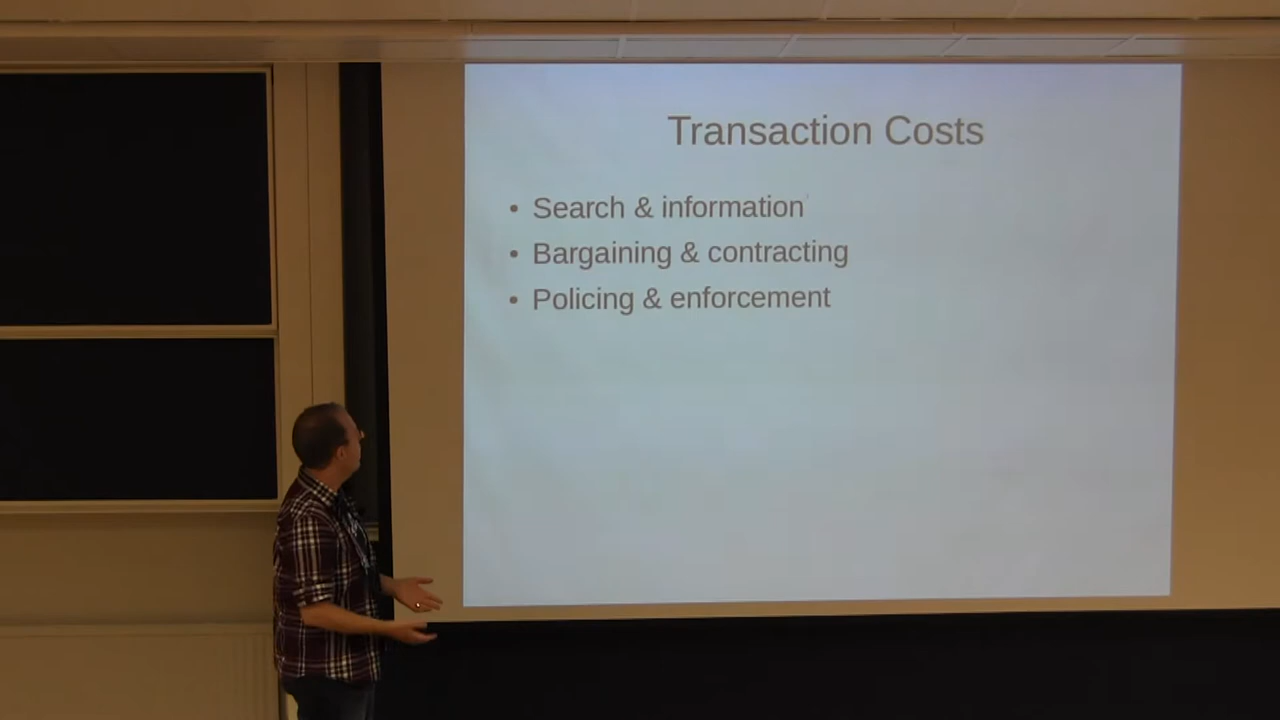 Transaction Costs
• Search & information
• Bargaining & contracting
• Policing & enforcement